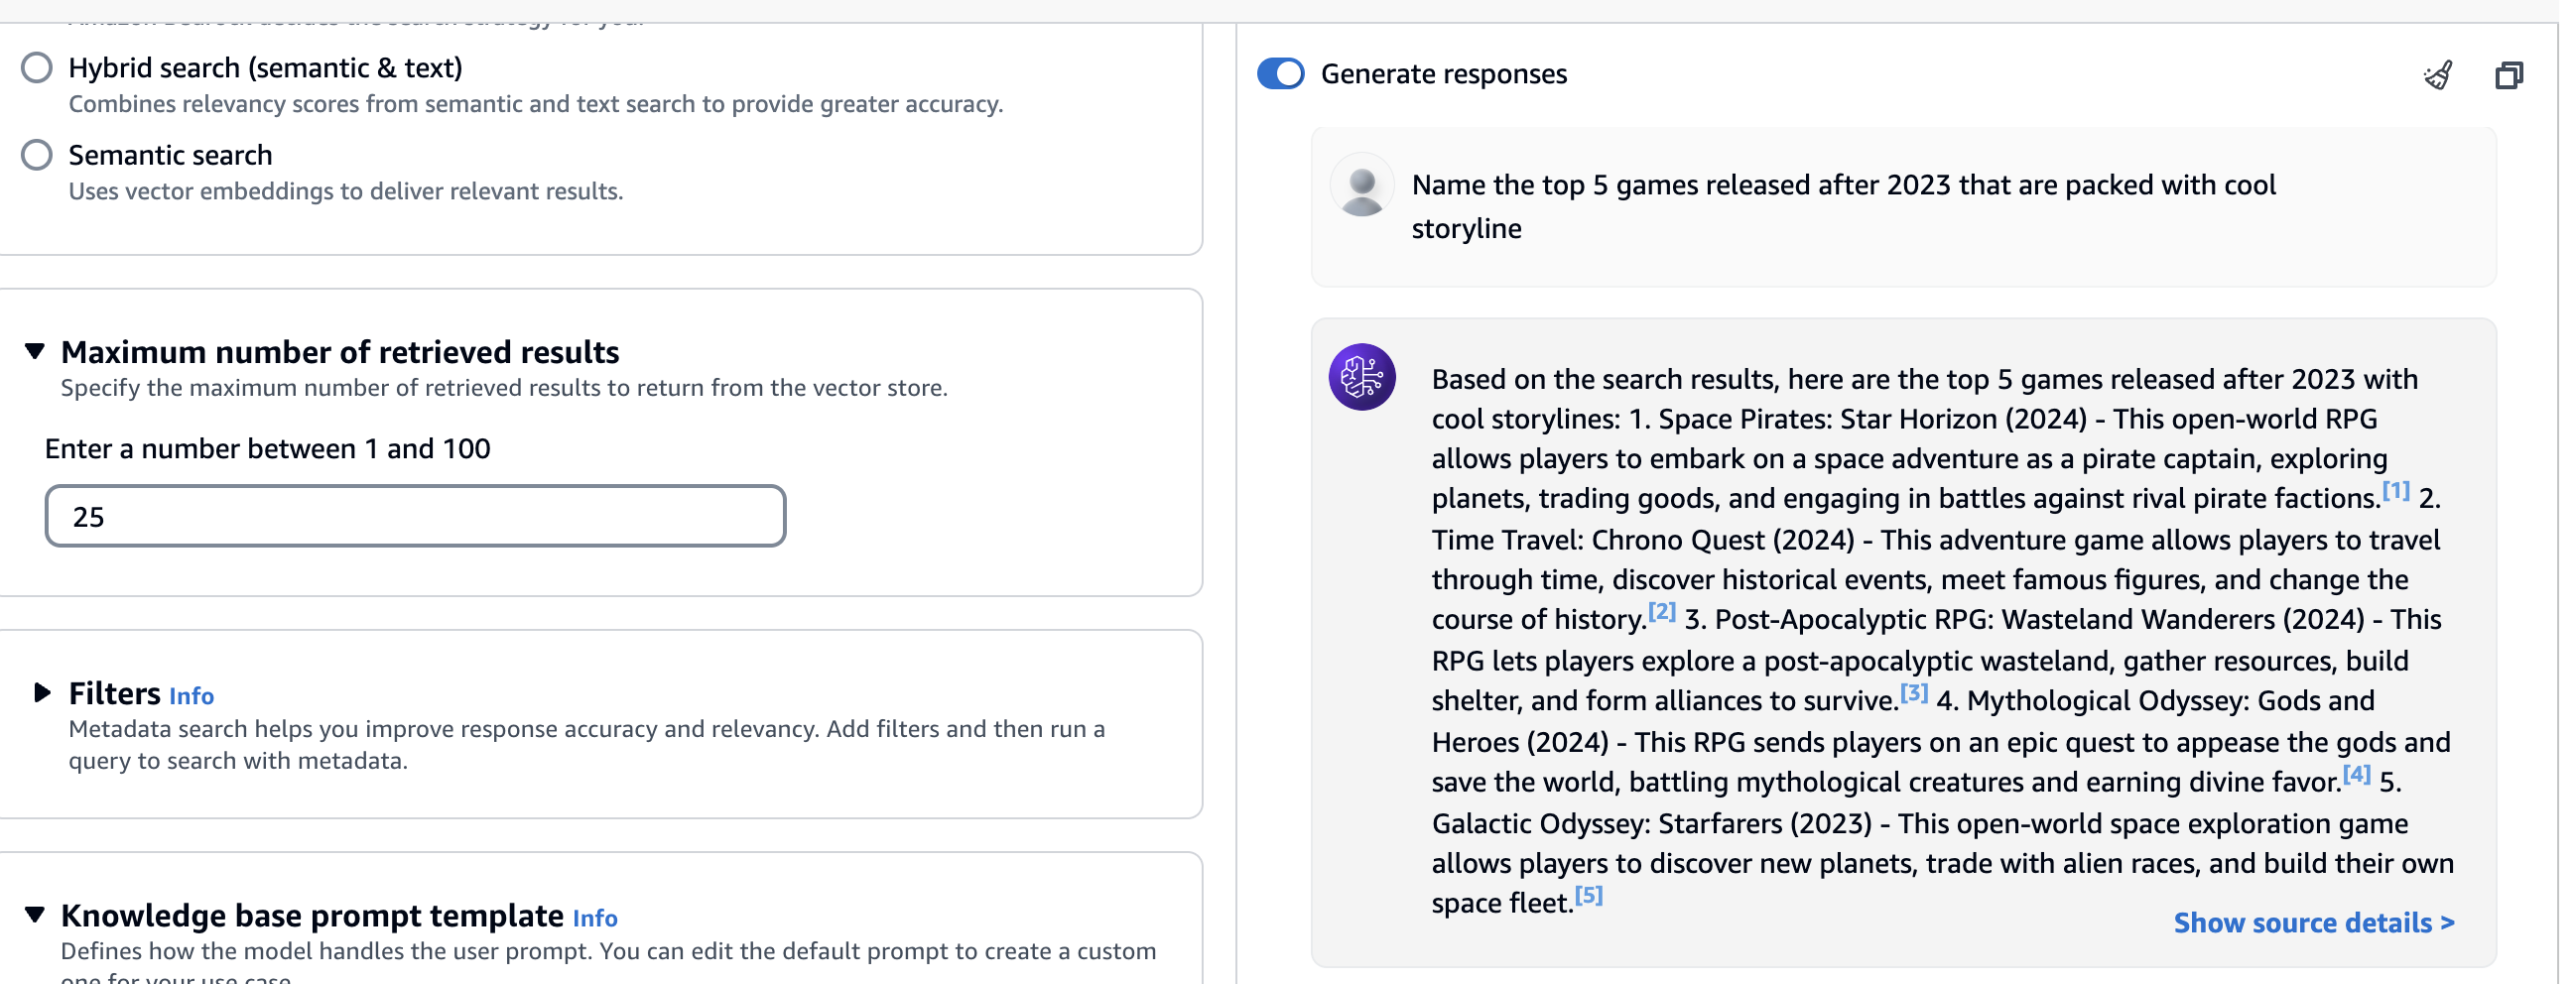 Amazon Bedrock decides the search strategy for you.
Hybrid search (semantic & text)
Combines relevancy scores from semantic and text search to provide greater accuracy.
Semantic search
Uses vector embeddings to deliver relevant results.
Maximum number of retrieved results
Specify the maximum number of retrieved results to return from the vector store.
Enter a number between 1 and 100
25
Filters Info
Metadata search helps you improve response accuracy and relevancy. Add filters and then run a
query to search with metadata.
Knowledge base prompt template Info
Defines how the model handles the user prompt. You can edit the default prompt to create a custom
one for your use case.
Generate responses
Name the top 5 games released after 2023 that are packed with cool
storyline
Based on the search results, here are the top 5 games released after 2023 with
cool storylines: 1. Space Pirates: Star Horizon (2024) - This open-world RPG
allows players to embark on a space adventure as a pirate captain, exploring
planets, trading goods, and engaging in battles against rival pirate factions.[1] 2.
Time Travel: Chrono Quest (2024) - This adventure game allows players to travel
through time, discover historical events, meet famous figures, and change the
course of history.[2] 3. Post-Apocalyptic RPG: Wasteland Wanderers (2024) - This
RPG lets players explore a post-apocalyptic wasteland, gather resources, build
shelter, and form alliances to survive.[3] 4. Mythological Odyssey: Gods and
Heroes (2024) - This RPG sends players on an epic quest to appease the gods and
save the world, battling mythological creatures and earning divine favor.[4] 5.
Galactic Odyssey: Starfarers (2023) - This open-world space exploration game
allows players to discover new planets, trade with alien races, and build their own
space fleet.[5]
Show source details >